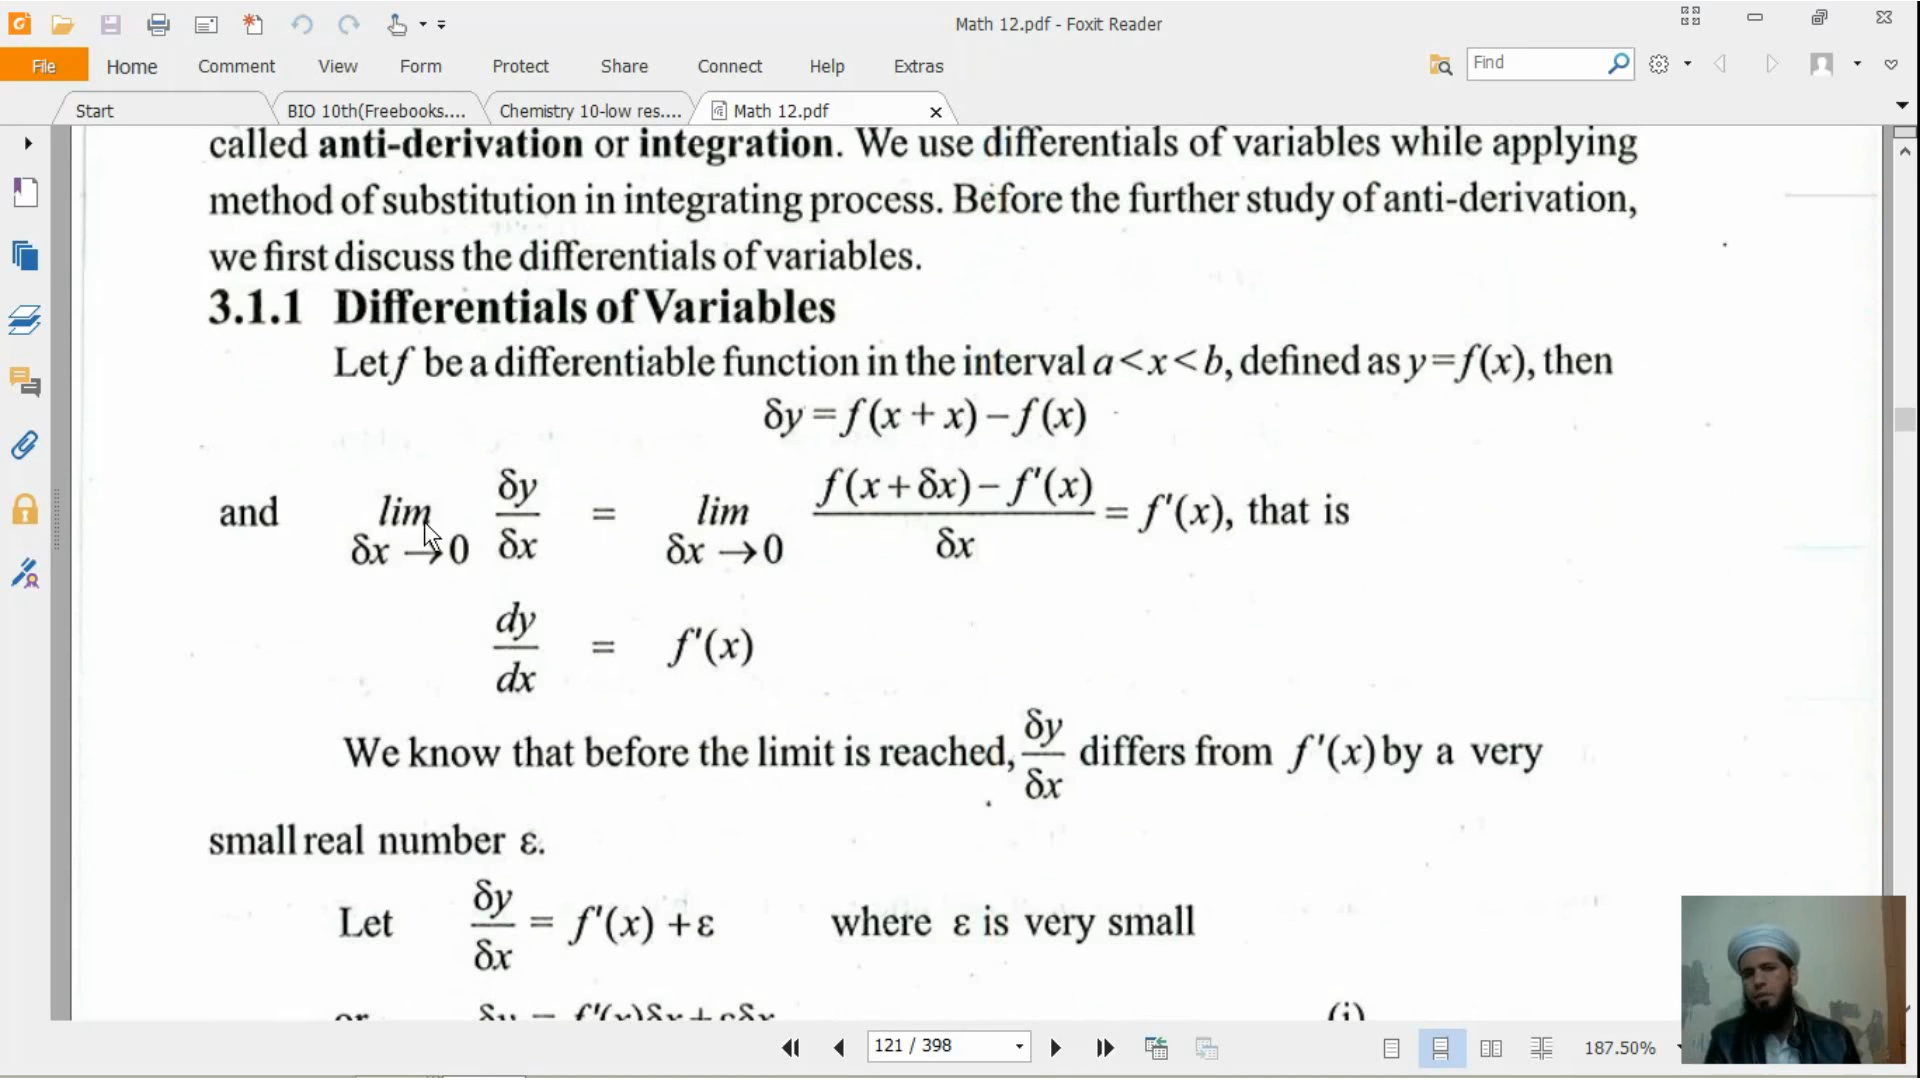 Math 12.pdf - Foxit Reader
File Home Comment View Form Protect Share Connect Help Extras Find
Start BIO 10th(Freebooks.... Chemistry 10-low res.... Math 12.pdf
called anti-derivation or integration. We use differentials of variables while applying
method of substitution in integrating process. Before the further study of anti-derivation,
we first discuss the differentials of variables.
3.1.1 Differentials of Variables
Let f be a differentiable function in the interval a<x<b, defined as y=f(x), then
δy = f(x + x) – f(x)
and lim δx→0 δy/δx = lim δx→0 f(x+δx) – f'(x)/δx = f'(x), that is
dy/dx = f'(x)
We know that before the limit is reached, δy/δx differs from f'(x) by a very
small real number ε.
Let δy/δx = f'(x) + ε where ε is very small
or δy = f'(x)δx + εδx (i)
121 / 398 187.50%